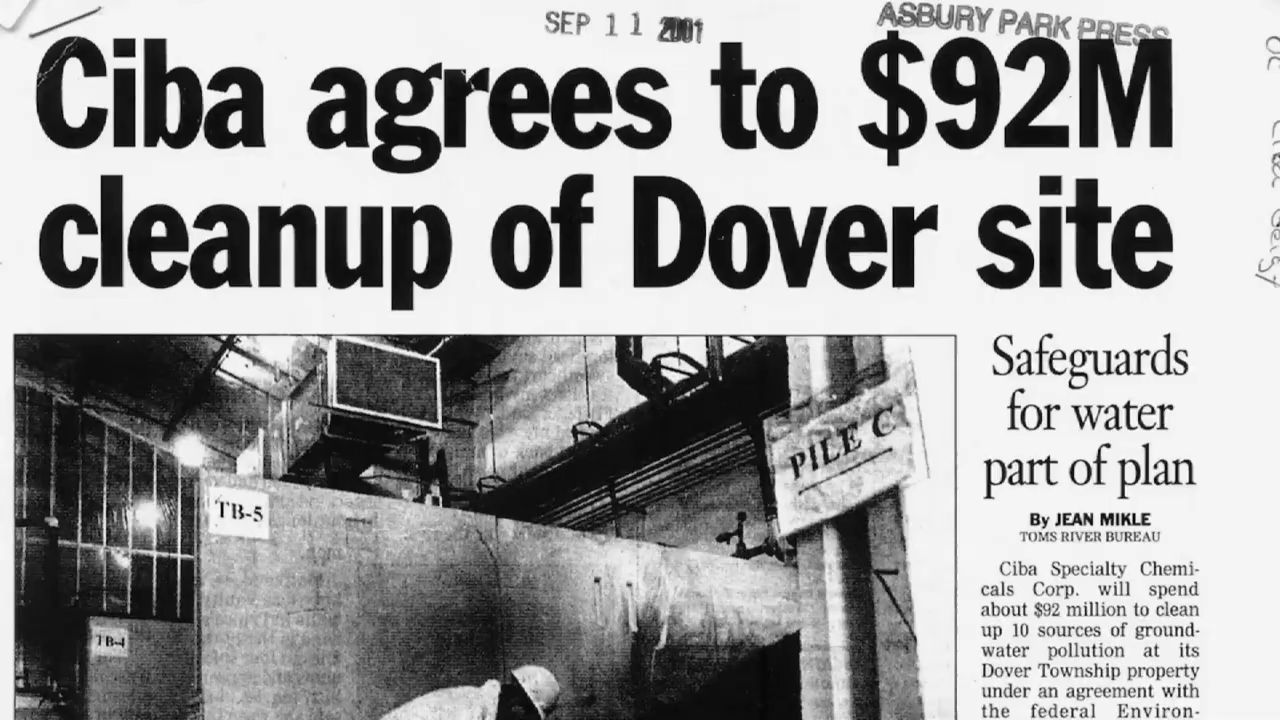 SEP 11 2001
ASBURY PARK PRESS
Ciba agrees to $92M
cleanup of Dover site
PILE C
TB-5
TB-4
Safeguards
for water
part of plan
By JEAN MIKLE
TOMS RIVER BUREAU
Ciba Specialty Chemi-
cals Corp. will spend
about $92 million to clean
up 10 sources of ground-
water pollution at its
Dover Township property
under an agreement with
the federal Environ-